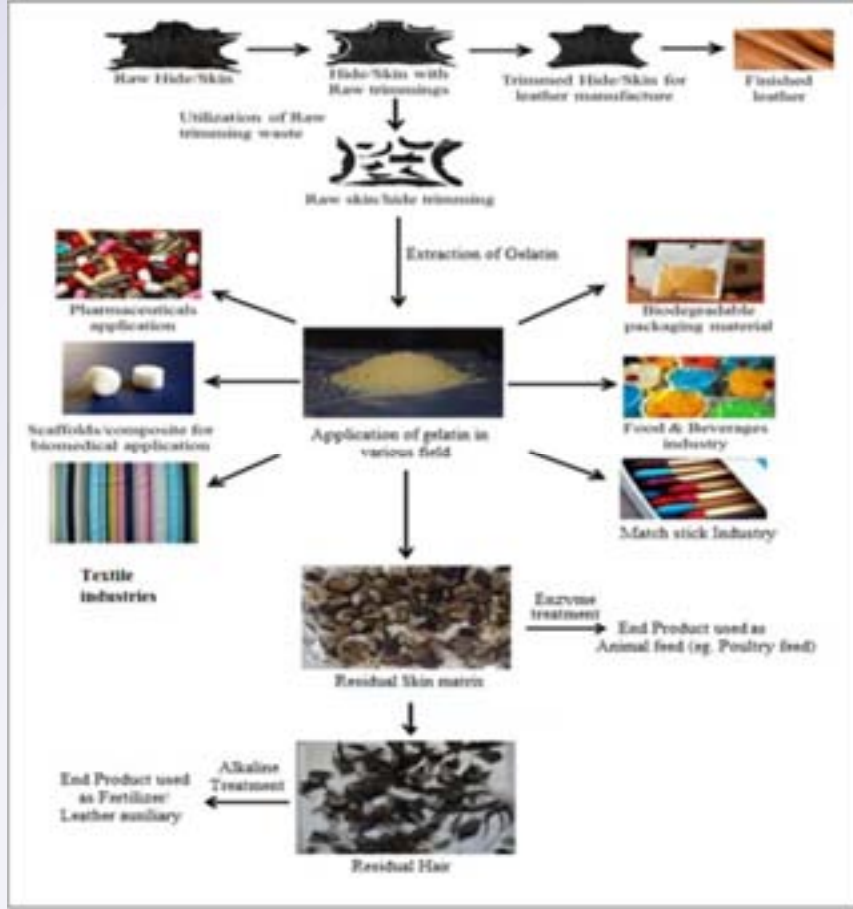 Raw Hide/Skin
Hide/Skin with
Raw trimmings
Trimmed Hide/Skin for
leather manufacture
Finished
leather
Utilization of Raw
trimming waste
Raw skin/hide trimming
Extraction of Gelatin
Pharmaceuticals
application
Biodegradable
packaging material
Scaffolds/composite for
biomedical application
Application of gelatin in
various field
Food & Beverages
industry
Textile
industries
Match stick Industry
Enzyme
treatment
End Product used as
Animal feed (eg. Poultry feed)
Residual Skin matrix
Alkaline
Treatment
End Product used
as Fertilizer/
Leather auxiliary
Residual Hair